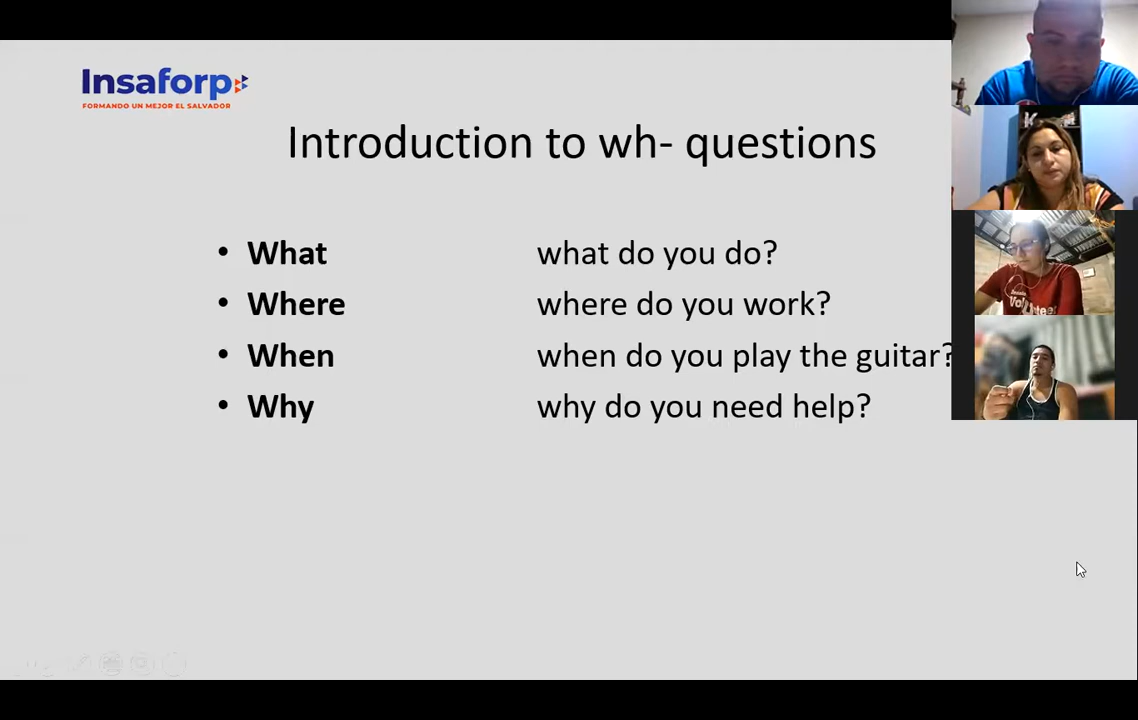 Insaforp
FORMANDO UN MEJOR EL SALVADOR
Introduction to wh- questions
• What what do you do?
• Where where do you work?
• When when do you play the guitar?
• Why why do you need help?